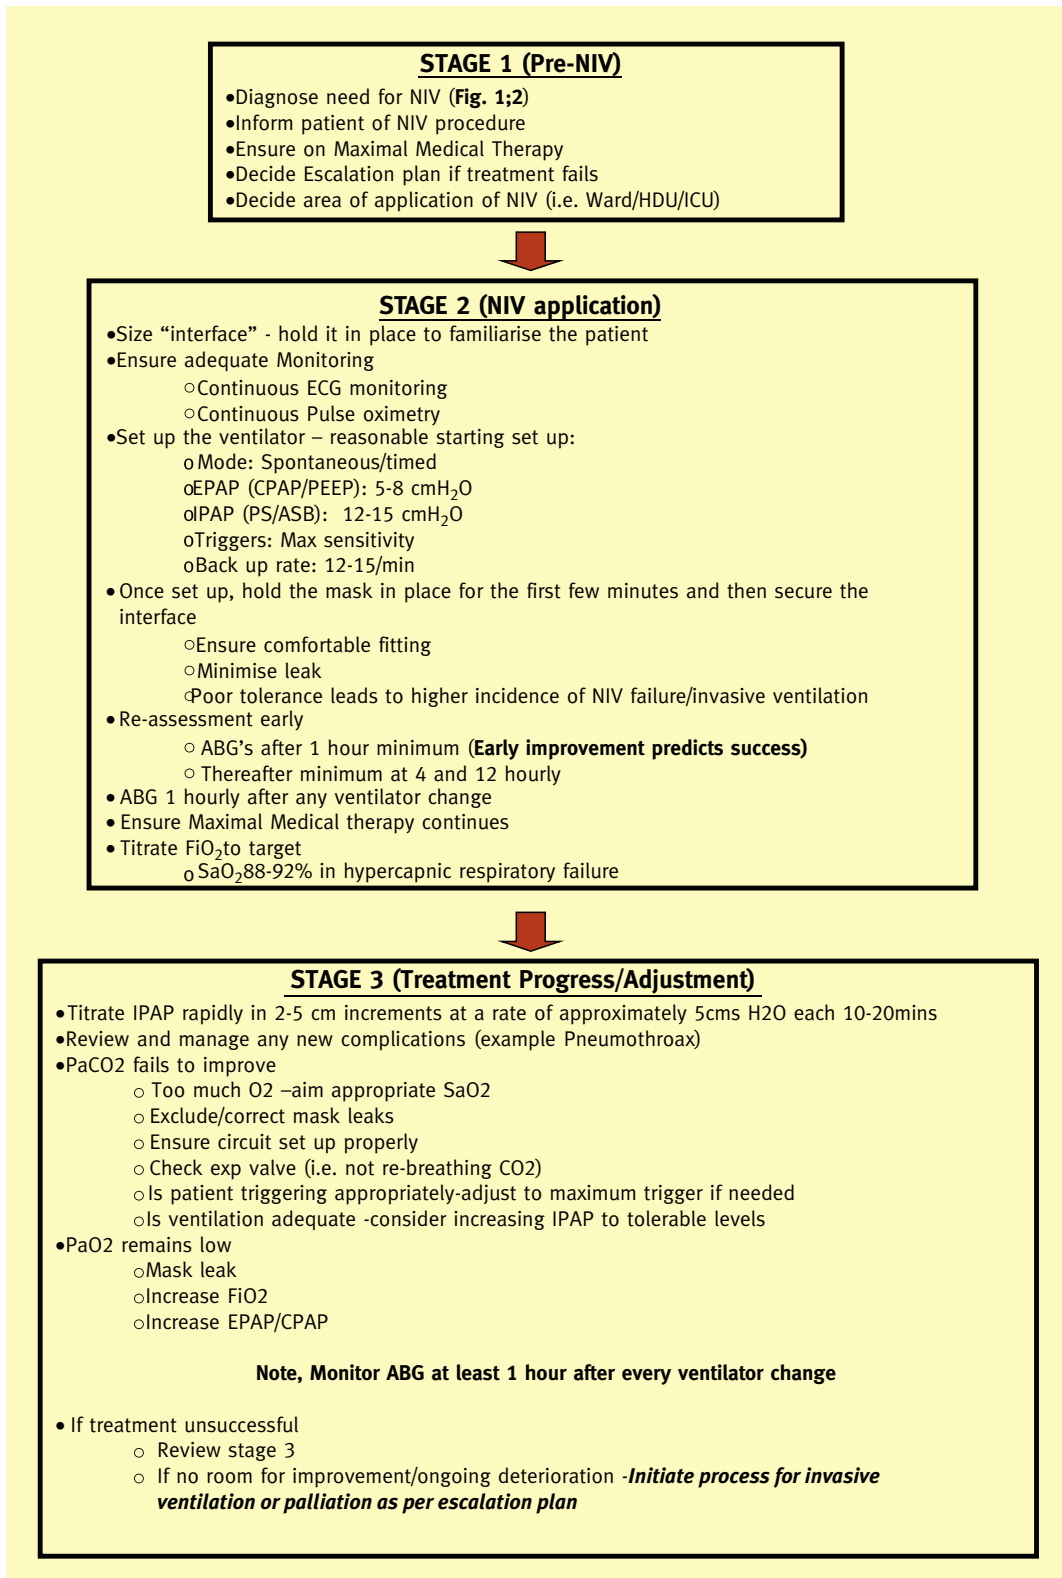 STAGE 1 (Pre-NIV)
•Diagnose need for NIV (Fig. 1;2)
•Inform patient of NIV procedure
•Ensure on Maximal Medical Therapy
•Decide Escalation plan if treatment fails
•Decide area of application of NIV (i.e. Ward/HDU/ICU)
STAGE 2 (NIV application)
•Size “interface” - hold it in place to familiarise the patient
•Ensure adequate Monitoring
○Continuous ECG monitoring
○Continuous Pulse oximetry
•Set up the ventilator – reasonable starting set up:
o Mode: Spontaneous/timed
oEPAP (CPAP/PEEP): 5-8 cmH₂O
oIPAP (PS/ASB): 12-15 cmH₂O
oTriggers: Max sensitivity
oBack up rate: 12-15/min
• Once set up, hold the mask in place for the first few minutes and then secure the
interface
○Ensure comfortable fitting
○Minimise leak
○Poor tolerance leads to higher incidence of NIV failure/invasive ventilation
• Re-assessment early
○ ABG's after 1 hour minimum (Early improvement predicts success)
○ Thereafter minimum at 4 and 12 hourly
• ABG 1 hourly after any ventilator change
• Ensure Maximal Medical therapy continues
• Titrate FiO₂to target
o SaO₂88-92% in hypercapnic respiratory failure
STAGE 3 (Treatment Progress/Adjustment)
•Titrate IPAP rapidly in 2-5 cm increments at a rate of approximately 5cms H2O each 10-20mins
•Review and manage any new complications (example Pneumothroax)
•PaCO2 fails to improve
○ Too much O2 –aim appropriate SaO2
○ Exclude/correct mask leaks
○ Ensure circuit set up properly
○ Check exp valve (i.e. not re-breathing CO2)
○ Is patient triggering appropriately-adjust to maximum trigger if needed
○Is ventilation adequate -consider increasing IPAP to tolerable levels
•PaO2 remains low
○Mask leak
○Increase FiO2
○Increase EPAP/CPAP
Note, Monitor ABG at least 1 hour after every ventilator change
• If treatment unsuccessful
○ Review stage 3
○ If no room for improvement/ongoing deterioration -Initiate process for invasive
ventilation or palliation as per escalation plan